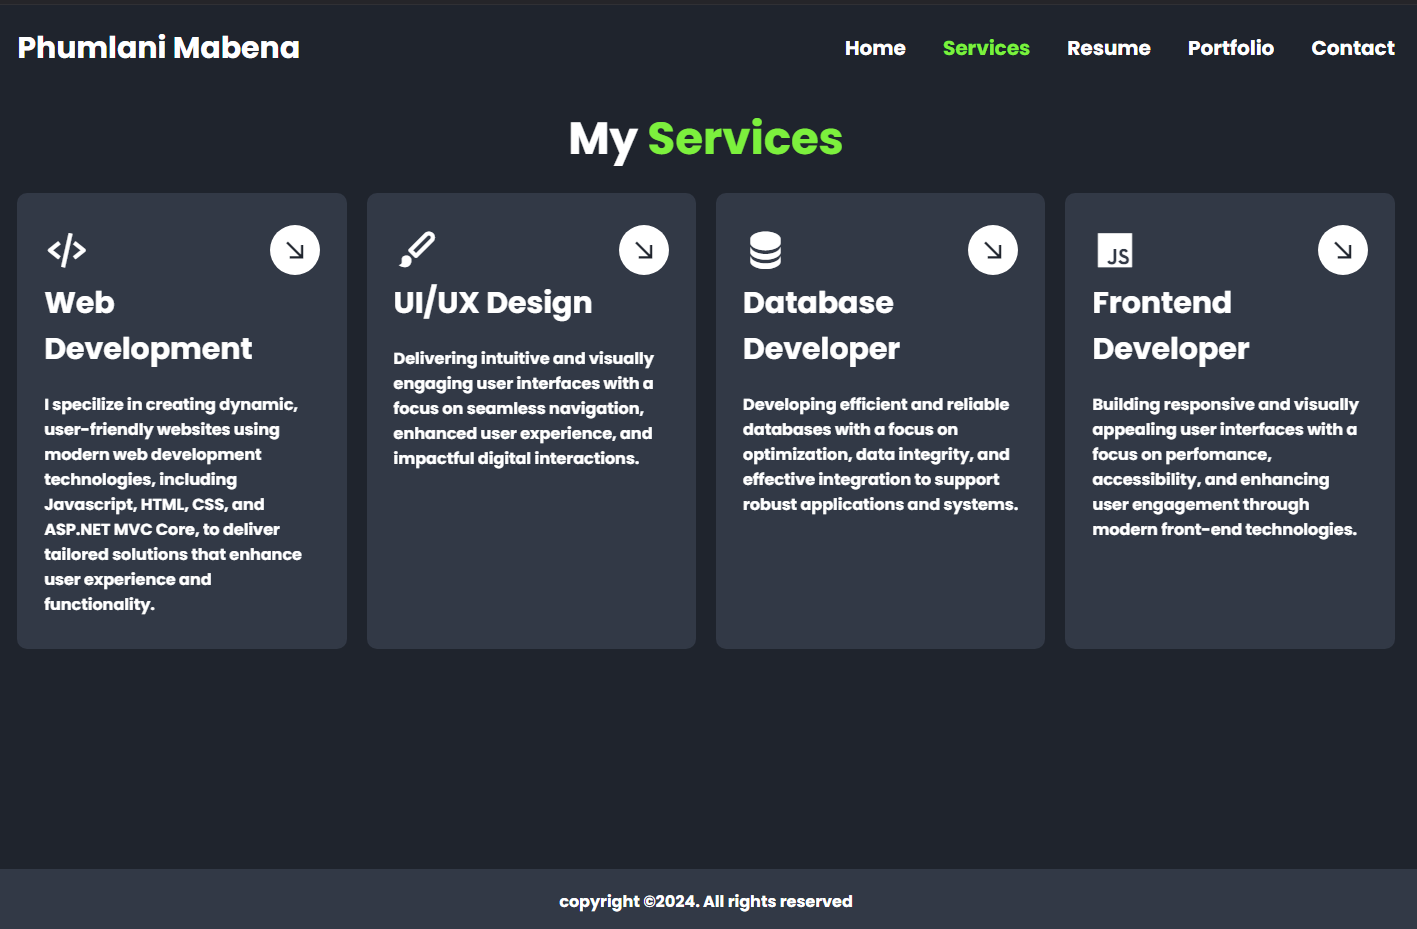 Phumlani Mabena
Home Services Resume Portfolio Contact
My Services
Web
Development
I specilize in creating dynamic,
user-friendly websites using
modern web development
technologies, including
Javascript, HTML, CSS, and
ASP.NET MVC Core, to deliver
tailored solutions that enhance
user experience and
functionality.
UI/UX Design
Delivering intuitive and visually
engaging user interfaces with a
focus on seamless navigation,
enhanced user experience, and
impactful digital interactions.
Database
Developer
Developing efficient and reliable
databases with a focus on
optimization, data integrity, and
effective integration to support
robust applications and systems.
JS
Frontend
Developer
Building responsive and visually
appealing user interfaces with a
focus on perfomance,
accessibility, and enhancing
user engagement through
modern front-end technologies.
copyright ©2024. All rights reserved